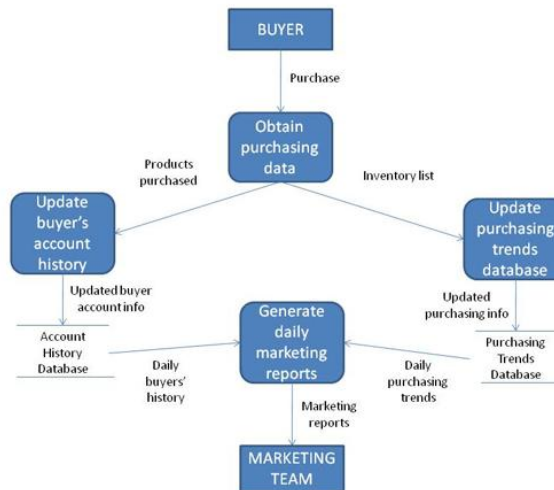 BUYER
Purchase
Obtain
purchasing
data
Products
purchased
Inventory list
Update
buyer's
account
history
Update
purchasing
trends
database
Updated buyer
account info
Updated
purchasing info
Generate
daily
marketing
reports
Account
History
Database
Purchasing
Trends
Database
Daily
buyers'
history
Daily
purchasing
trends
Marketing
reports
MARKETING
TEAM